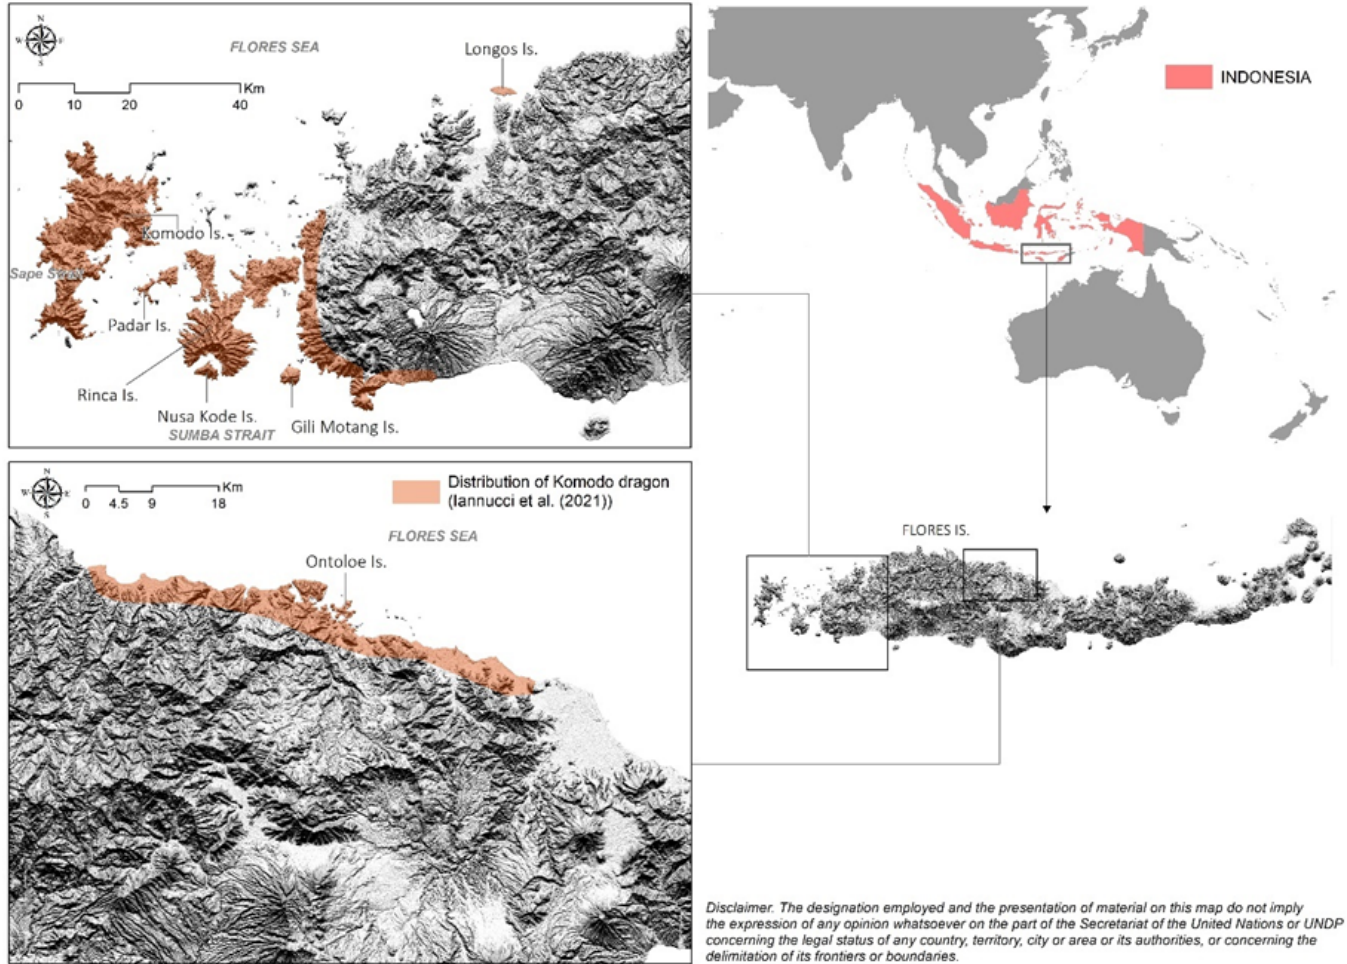 N
W E
S
FLORES SEA
Longos Is.
Km
0 10 20 40
Komodo Is.
Sape Strait
Padar Is.
Rinca Is.
Nusa Kode Is.
SUMBA STRAIT
Gili Motang Is.
INDONESIA
N
W E
S
Km
0 4.5 9 18
Distribution of Komodo dragon
(Iannucci et al. (2021))
FLORES SEA
Ontoloe Is.
FLORES IS.
Disclaimer. The designation employed and the presentation of material on this map do not imply
the expression of any opinion whatsoever on the part of the Secretariat of the United Nations or UNDP
concerning the legal status of any country, territory, city or area or its authorities, or concerning the
delimitation of its frontiers or boundaries.